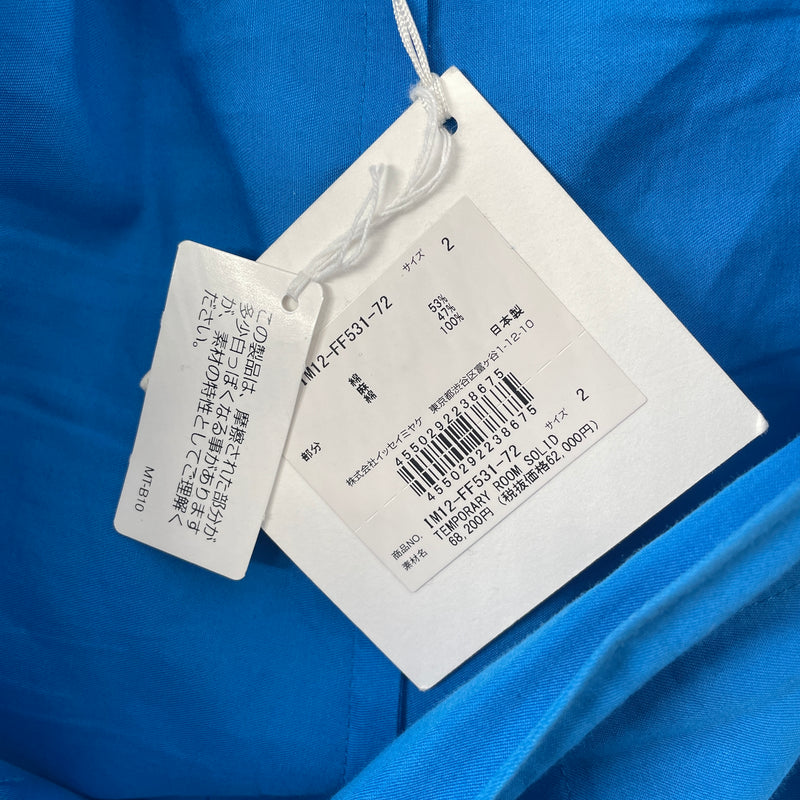 この製品は、摩擦された部分が
多少白っぽくなる事があります
が、素材の特性としてご理解く
ださい。
MT-B10
IM12-FF531-72 サイズ 2
綿 53%
麻 47%
部分 綿 100%
日本製
株式会社イッセイミヤケ 東京都渋谷区富ヶ谷1-12-10
4550292238675
4550292238675
商品NO. IM12-FF531-72 サイズ 2
素材名 TEMPORARY ROOM SOLID
68,200円 (税抜価格62,000円)